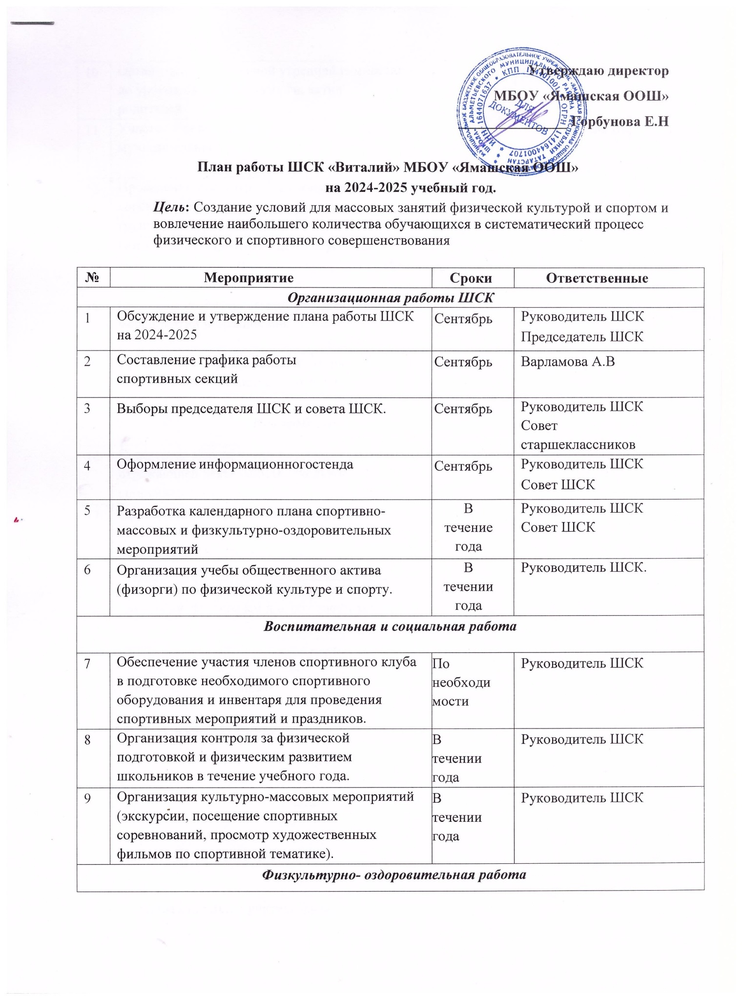 Утверждаю директор
МБОУ «Ямашская ООШ»
Горбунова Е.Н
МУНИЦИПАЛЬНОЕ БЮДЖЕТНОЕ ОБЩЕОБРАЗОВАТЕЛЬНОЕ УЧРЕЖДЕНИЕ «ЯМАШСКАЯ ОСНОВНАЯ
ШКОЛА» АЛЬМЕТЬЕВСКОГО МУНИЦИПАЛЬНОГО РАЙОНА РЕСПУБЛИКИ ТАТАРСТАН
ИНН 1644071637 * КПП 164401001 * ОГРН 1141644001707
ДЛЯ
ДОКУМЕНТОВ
План работы ШСК «Виталий» МБОУ «Ямашская ООШ»
на 2024-2025 учебный год.
Цель: Создание условий для массовых занятий физической культурой и спортом и
вовлечение наибольшего количества обучающихся в систематический процесс
физического и спортивного совершенствования
№ Мероприятие Сроки Ответственные
Организационная работы ШСК
1 Обсуждение и утверждение плана работы ШСК Сентябрь Руководитель ШСК
на 2024-2025 Председатель ШСК
2 Составление графика работы Сентябрь Варламова А.В
спортивных секций
3 Выборы председателя ШСК и совета ШСК. Сентябрь Руководитель ШСК
Совет
старшеклассников
4 Оформление информационногостенда Сентябрь Руководитель ШСК
Совет ШСК
5 Разработка календарного плана спортивно- В Руководитель ШСК
массовых и физкультурно-оздоровительных течение Совет ШСК
мероприятий года
6 Организация учебы общественного актива В Руководитель ШСК.
(физорги) по физической культуре и спорту. течении
года
Воспитательная и социальная работа
7 Обеспечение участия членов спортивного клуба По Руководитель ШСК
в подготовке необходимого спортивного необходи
оборудования и инвентаря для проведения мости
спортивных мероприятий и праздников.
8 Организация контроля за физической В Руководитель ШСК
подготовкой и физическим развитием течении
школьников в течение учебного года. года
9 Организация культурно-массовых мероприятий В Руководитель ШСК
(экскурсии, посещение спортивных течении
соревнований, просмотр художественных года
фильмов по спортивной тематике).
Физкультурно- оздоровительная работа